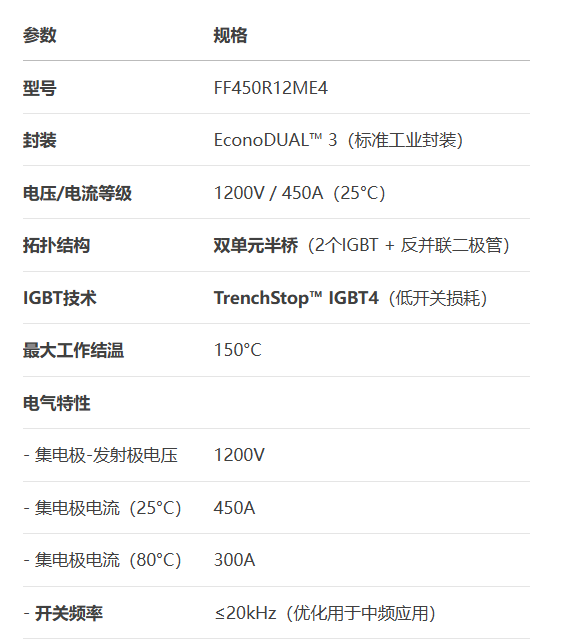 参数 规格
型号 FF450R12ME4
封装 EconoDUAL™ 3（标准工业封装）
电压/电流等级 1200V / 450A（25°C）
拓扑结构 双单元半桥（2个IGBT + 反并联二极管）
IGBT技术 TrenchStop™ IGBT4（低开关损耗）
最大工作结温 150°C
电气特性
- 集电极-发射极电压 1200V
- 集电极电流（25°C） 450A
- 集电极电流（80°C） 300A
- 开关频率 ≤20kHz（优化用于中频应用）